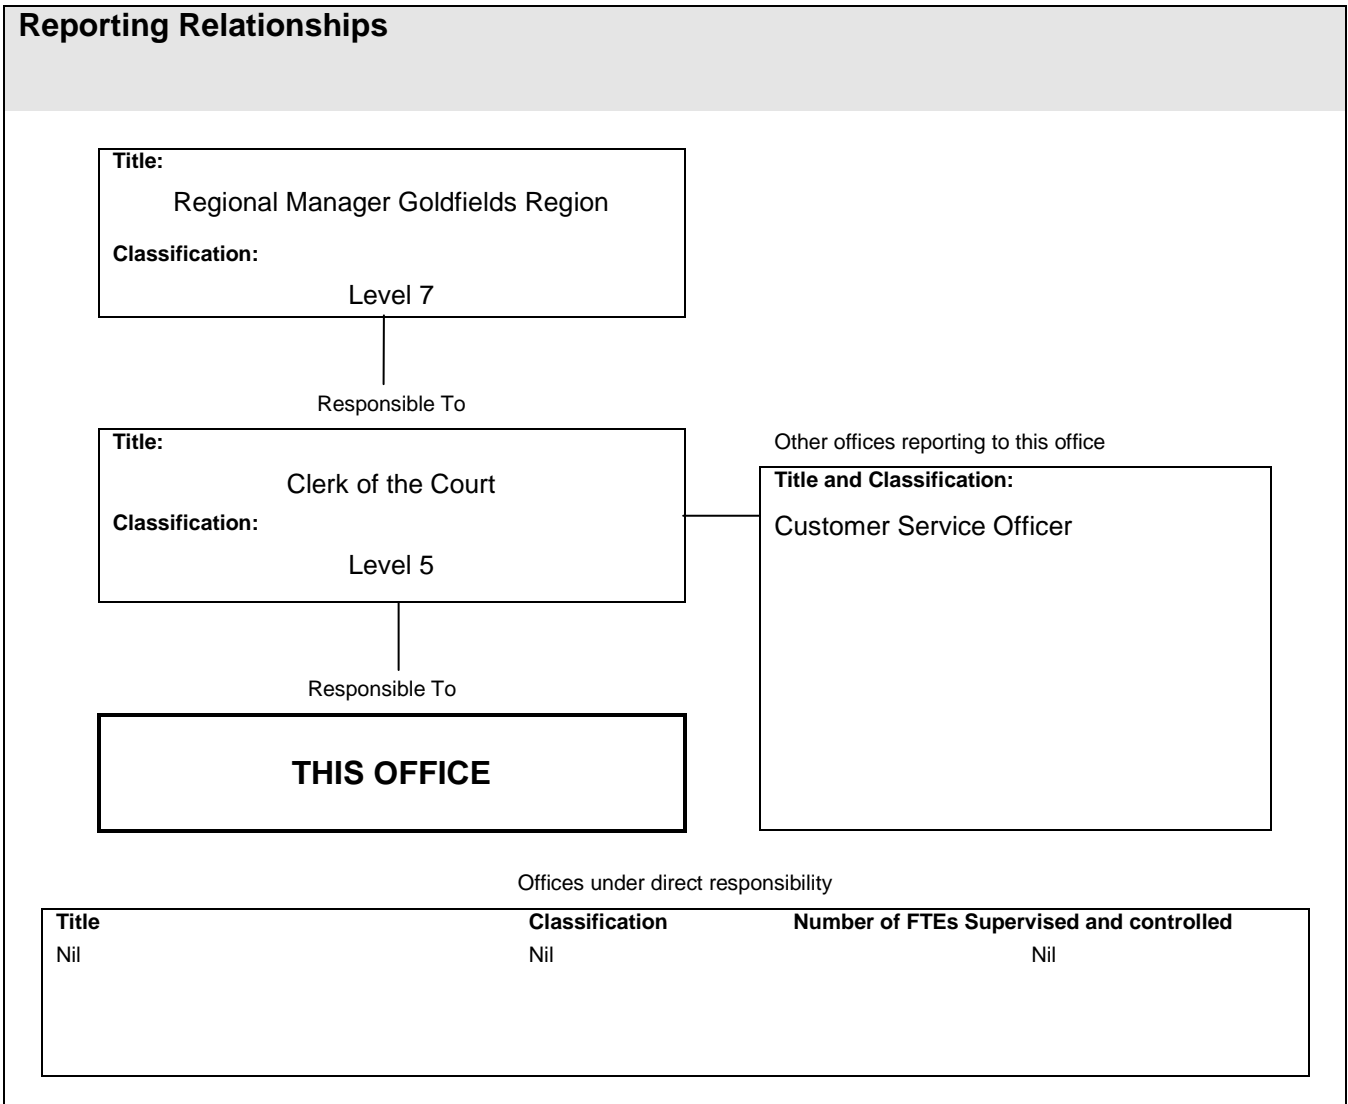 Reporting Relationships
Title:
Regional Manager Goldfields Region
Classification:
Level 7
Responsible To
Title:
Clerk of the Court
Classification:
Level 5
Other offices reporting to this office
Title and Classification:
Customer Service Officer
Responsible To
THIS OFFICE
Offices under direct responsibility
Title Classification Number of FTEs Supervised and controlled
Nil Nil Nil